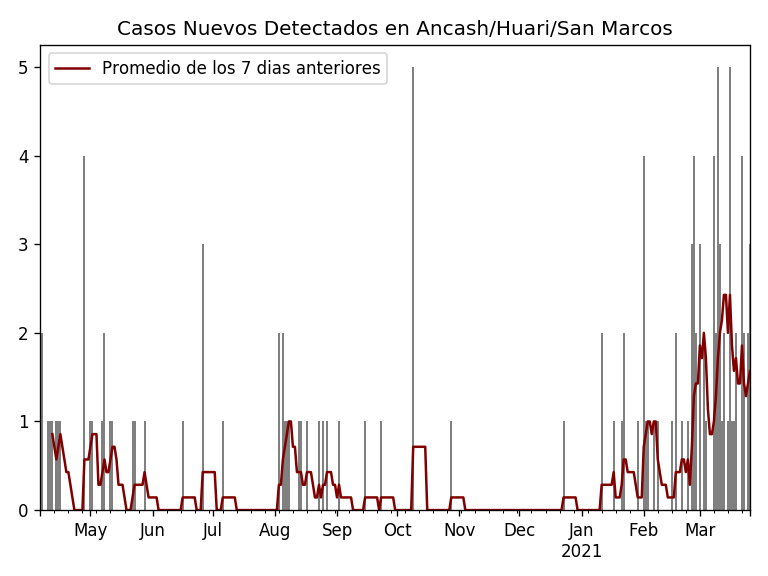 Casos Nuevos Detectados en Ancash/Huari/San Marcos
Promedio de los 7 dias anteriores
5
4
3
2
1
0
May Jun Jul Aug Sep Oct Nov Dec Jan Feb Mar
2021